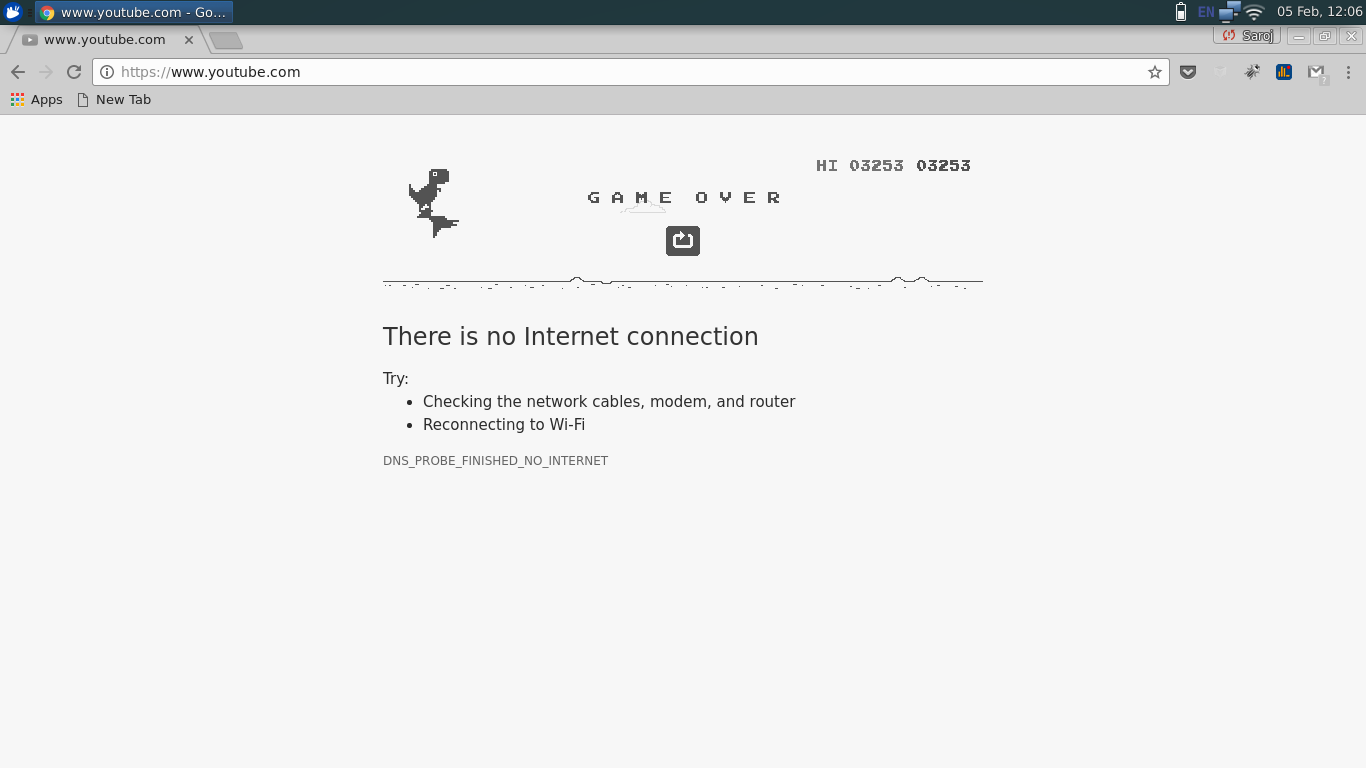 www.youtube.com - Go...
EN
05 Feb, 12:06
www.youtube.com
Saroj
https://www.youtube.com
Apps
New Tab
HI 03253 03253
GAME OVER
There is no Internet connection
Try:
Checking the network cables, modem, and router
Reconnecting to Wi-Fi
DNS_PROBE_FINISHED_NO_INTERNET